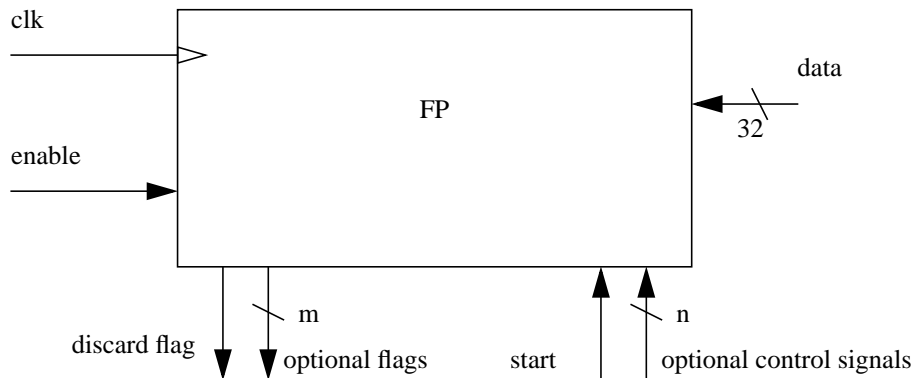 clk
data
FP
32
enable
m
n
discard flag
optional flags
start
optional control signals